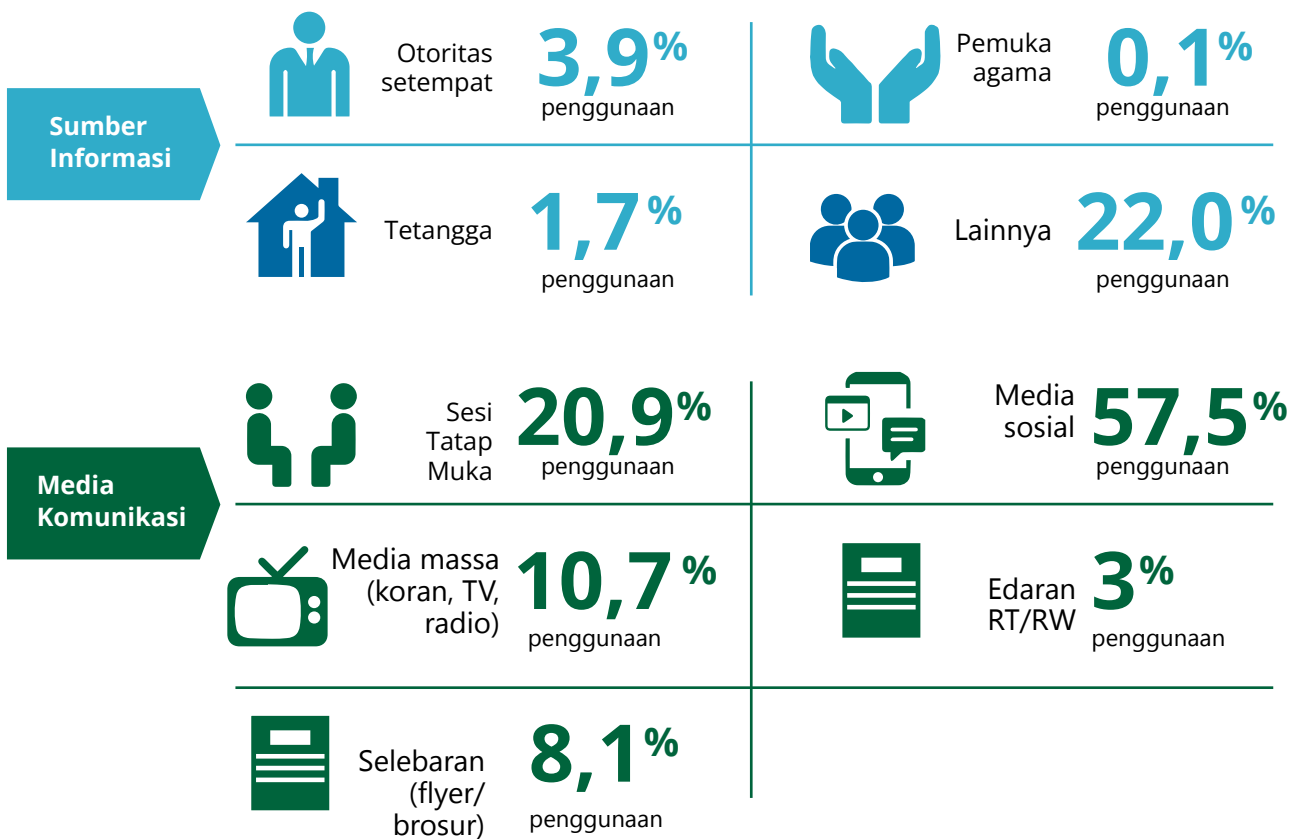 Sumber
Informasi
Otoritas
setempat
3,9%
penggunaan
Pemuka
agama
0,1%
penggunaan
Tetangga
1,7%
penggunaan
Lainnya
22,0%
penggunaan
Media
Komunikasi
Sesi
Tatap
Muka
20,9%
penggunaan
Media
sosial
57,5%
penggunaan
Media massa
(koran, TV,
radio)
10,7%
penggunaan
Edaran
RT/RW
3%
penggunaan
Selebaran
(flyer/
brosur)
8,1%
penggunaan